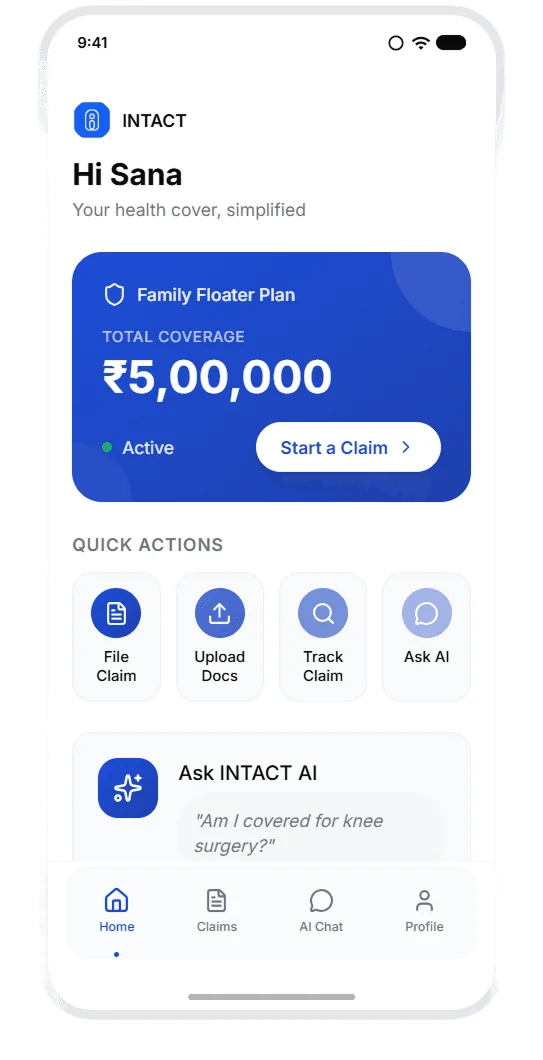 9:41
INTACT
Hi Sana
Your health cover, simplified
Family Floater Plan
TOTAL COVERAGE
₹5,00,000
Active
Start a Claim
QUICK ACTIONS
File
Claim
Upload
Docs
Track
Claim
Ask AI
Ask INTACT AI
"Am I covered for knee
surgery?"
Home
Claims
AI Chat
Profile